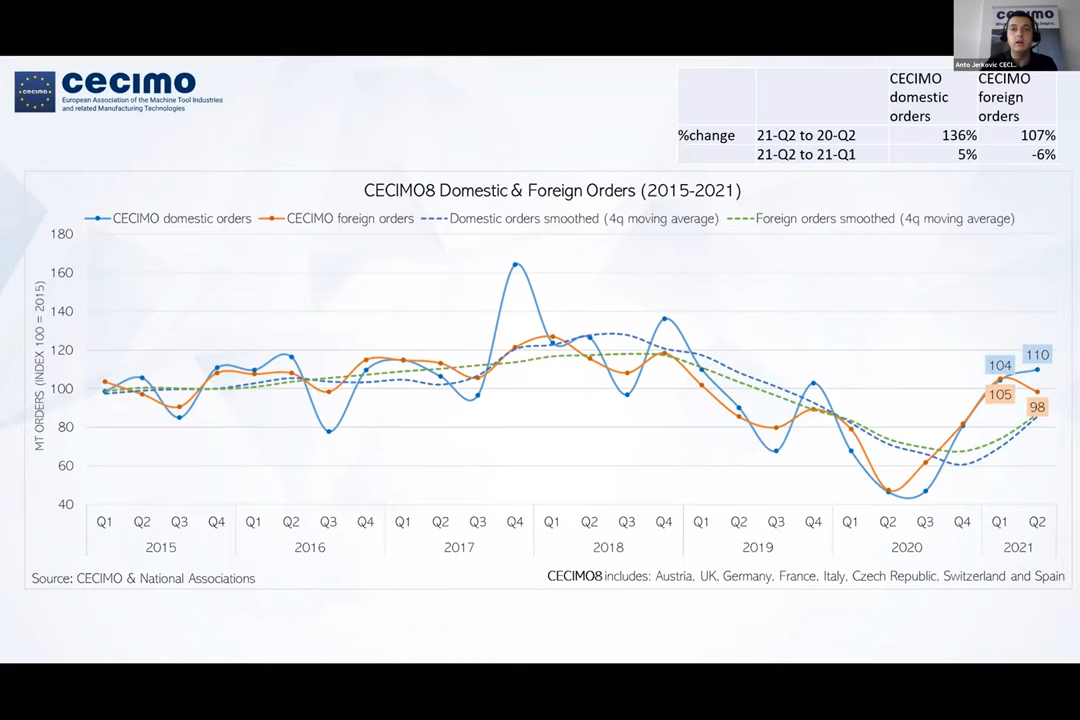 cecimo
Anto Jerkovic CECI...
cecimo
European Association of the Machine Tool Industries
and related Manufacturing Technologies
CECIMO
CECIMO domestic orders
CECIMO foreign orders
%change 21-Q2 to 20-Q2 136% 107%
21-Q2 to 21-Q1 5% -6%
CECIMO8 Domestic & Foreign Orders (2015-2021)
CECIMO domestic orders CECIMO foreign orders Domestic orders smoothed (4q moving average) Foreign orders smoothed (4q moving average)
MT ORDERS (INDEX 100 = 2015)
180
160
140
120
100
80
60
40
104
110
105
98
Q1 Q2 Q3 Q4 Q1 Q2 Q3 Q4 Q1 Q2 Q3 Q4 Q1 Q2 Q3 Q4 Q1 Q2 Q3 Q4 Q1 Q2 Q3 Q4 Q1 Q2
2015 2016 2017 2018 2019 2020 2021
Source: CECIMO & National Associations
CECIMO8 includes: Austria, UK, Germany, France, Italy, Czech Republic, Switzerland and Spain